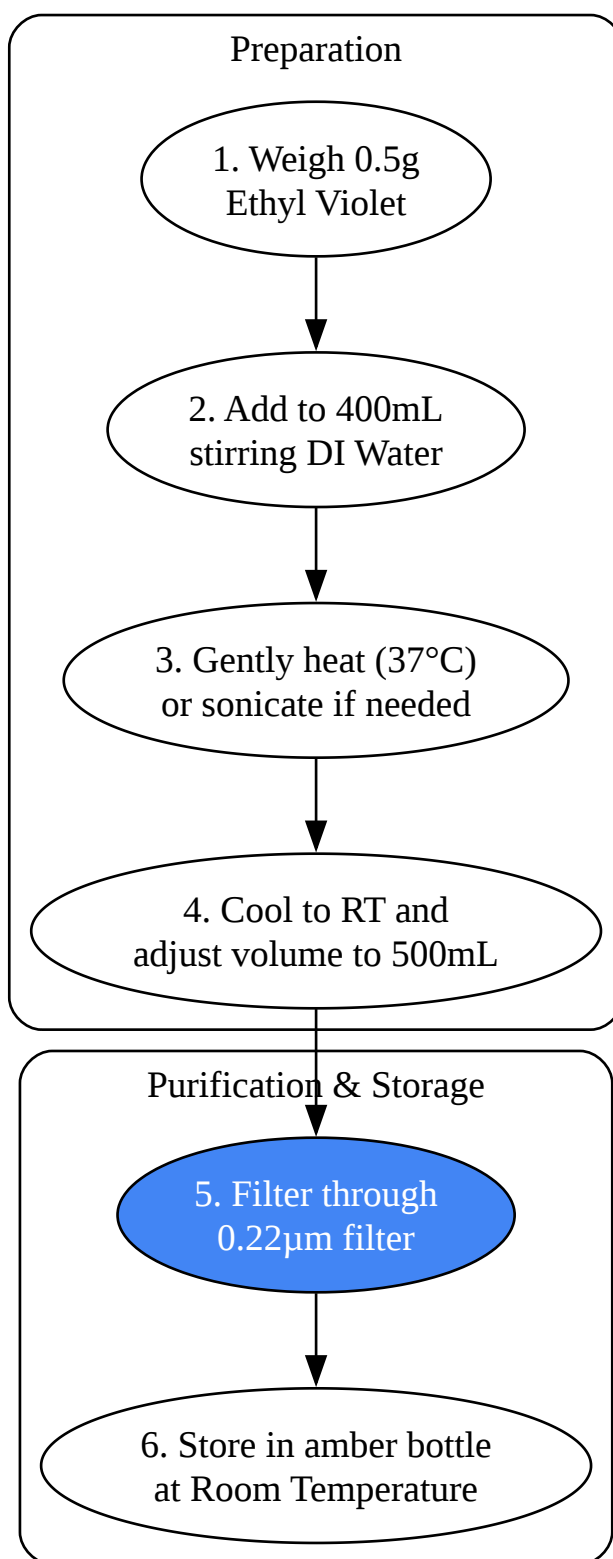 Preparation
1. Weigh 0.5g
Ethyl Violet
2. Add to 400mL
stirring DI Water
3. Gently heat (37°C)
or sonicate if needed
4. Cool to RT and
adjust volume to 500mL
Purification & Storage
5. Filter through
0.22µm filter
6. Store in amber bottle
at Room Temperature